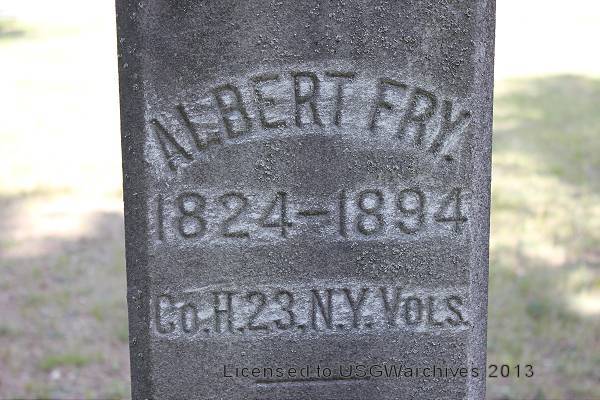 ALBERT FRY.
1824–1894
Co. H. 23. N.Y. VOLS.
Licensed to USGWarchives 2013